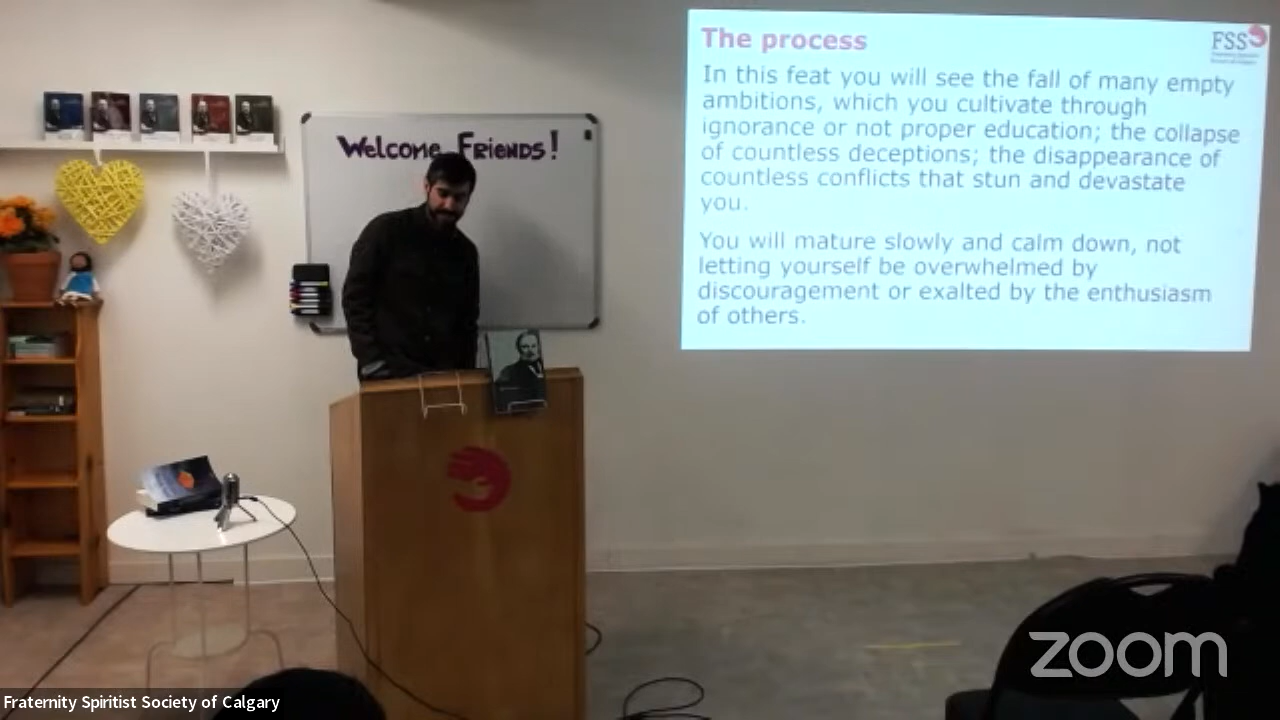 The process
FSS
In this feat you will see the fall of many empty
ambitions, which you cultivate through
ignorance or not proper education; the collapse
of countless deceptions; the disappearance of
countless conflicts that stun and devastate
you.
You will mature slowly and calm down, not
letting yourself be overwhelmed by
discouragement or exalted by the enthusiasm
of others.
Welcome Friends!
zoom
Fraternity Spiritist Society of Calgary